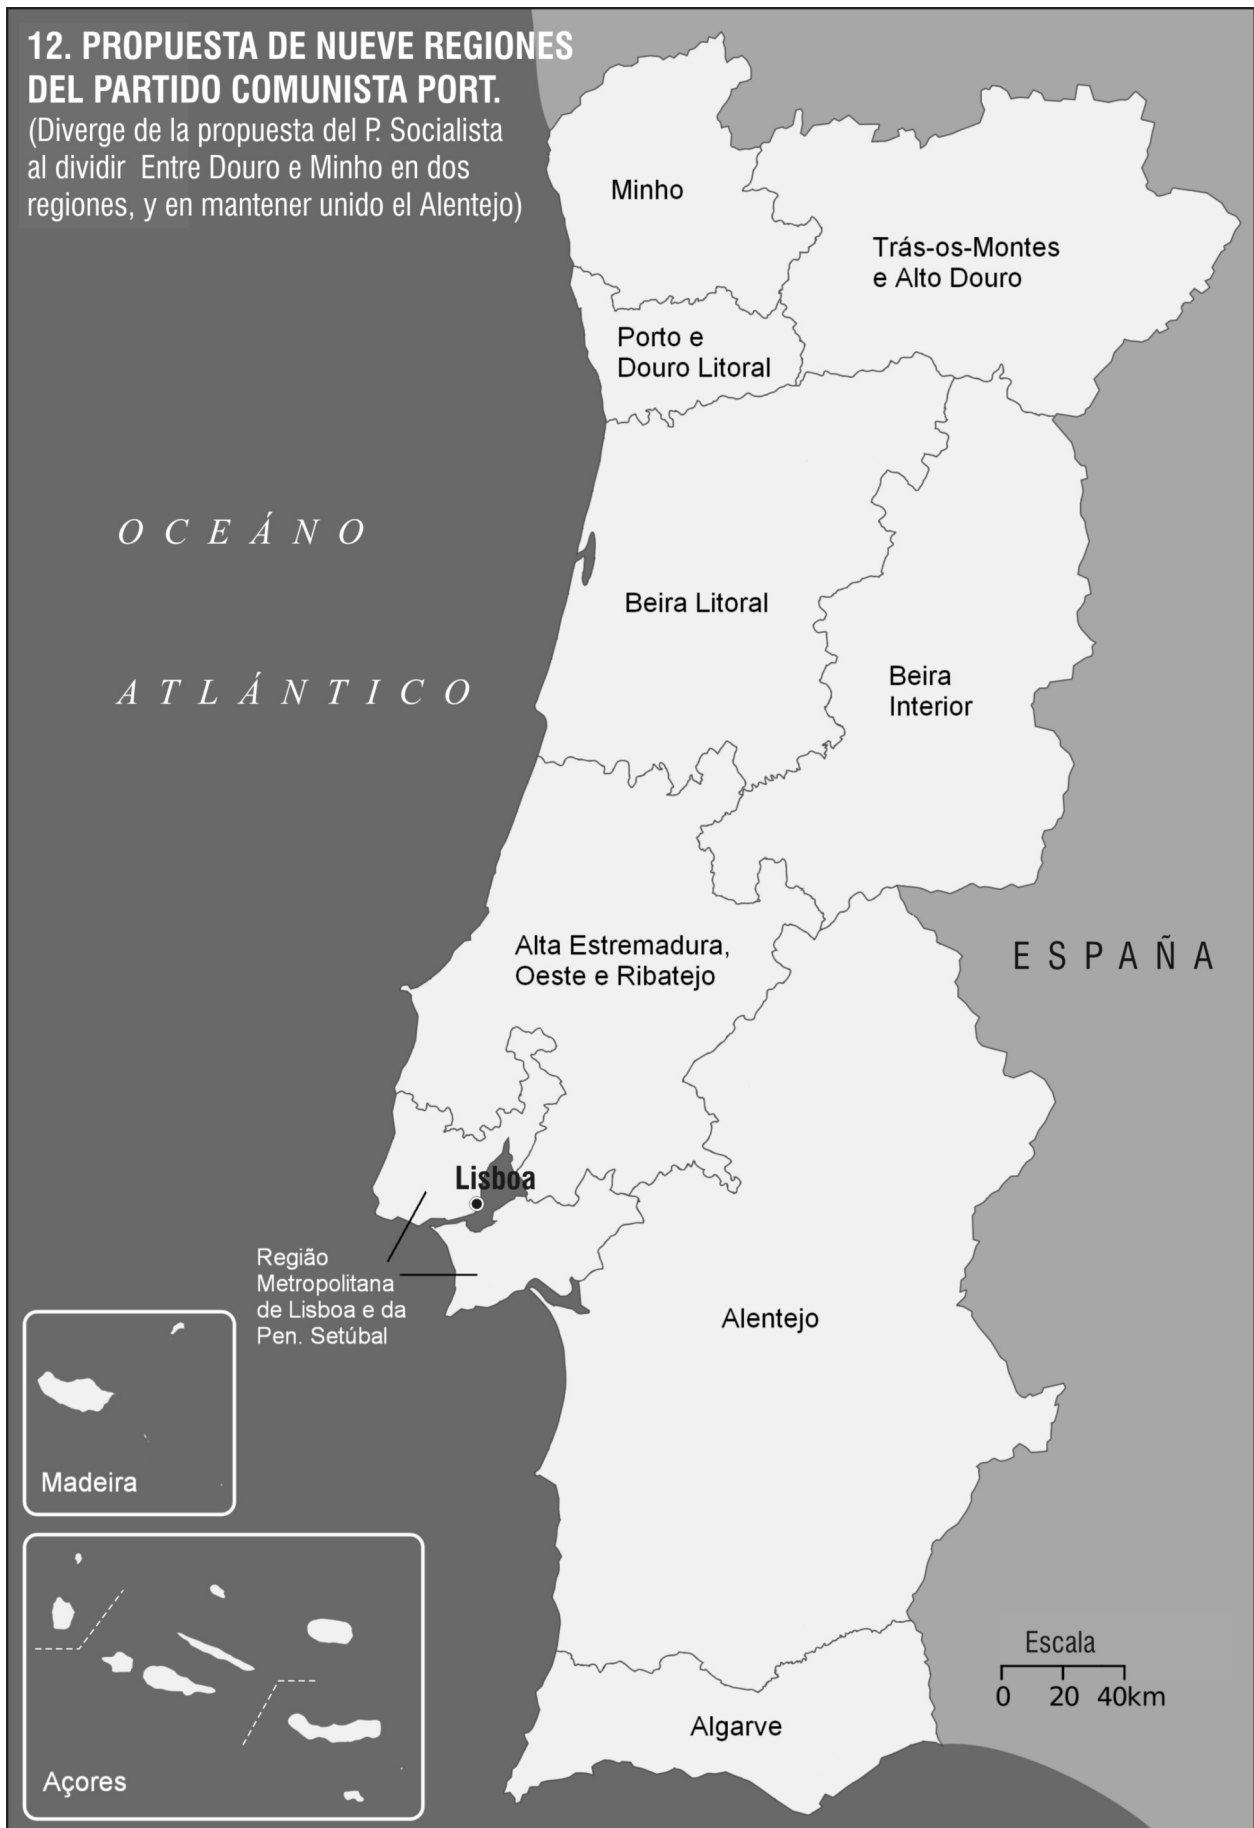 12. PROPUESTA DE NUEVE REGIONES
DEL PARTIDO COMUNISTA PORT.
(Diverge de la propuesta del P. Socialista
al dividir Entre Douro e Minho en dos
regiones, y en mantener unido el Alentejo)
Minho
Trás-os-Montes
e Alto Douro
Porto e
Douro Litoral
OCEÁNO
ATLÁNTICO
Beira Litoral
Beira
Interior
Alta Estremadura,
Oeste e Ribatejo
ESPAÑA
Lisboa
Região
Metropolitana
de Lisboa e da
Pen. Setúbal
Alentejo
Madeira
Açores
Algarve
Escala
0 20 40km